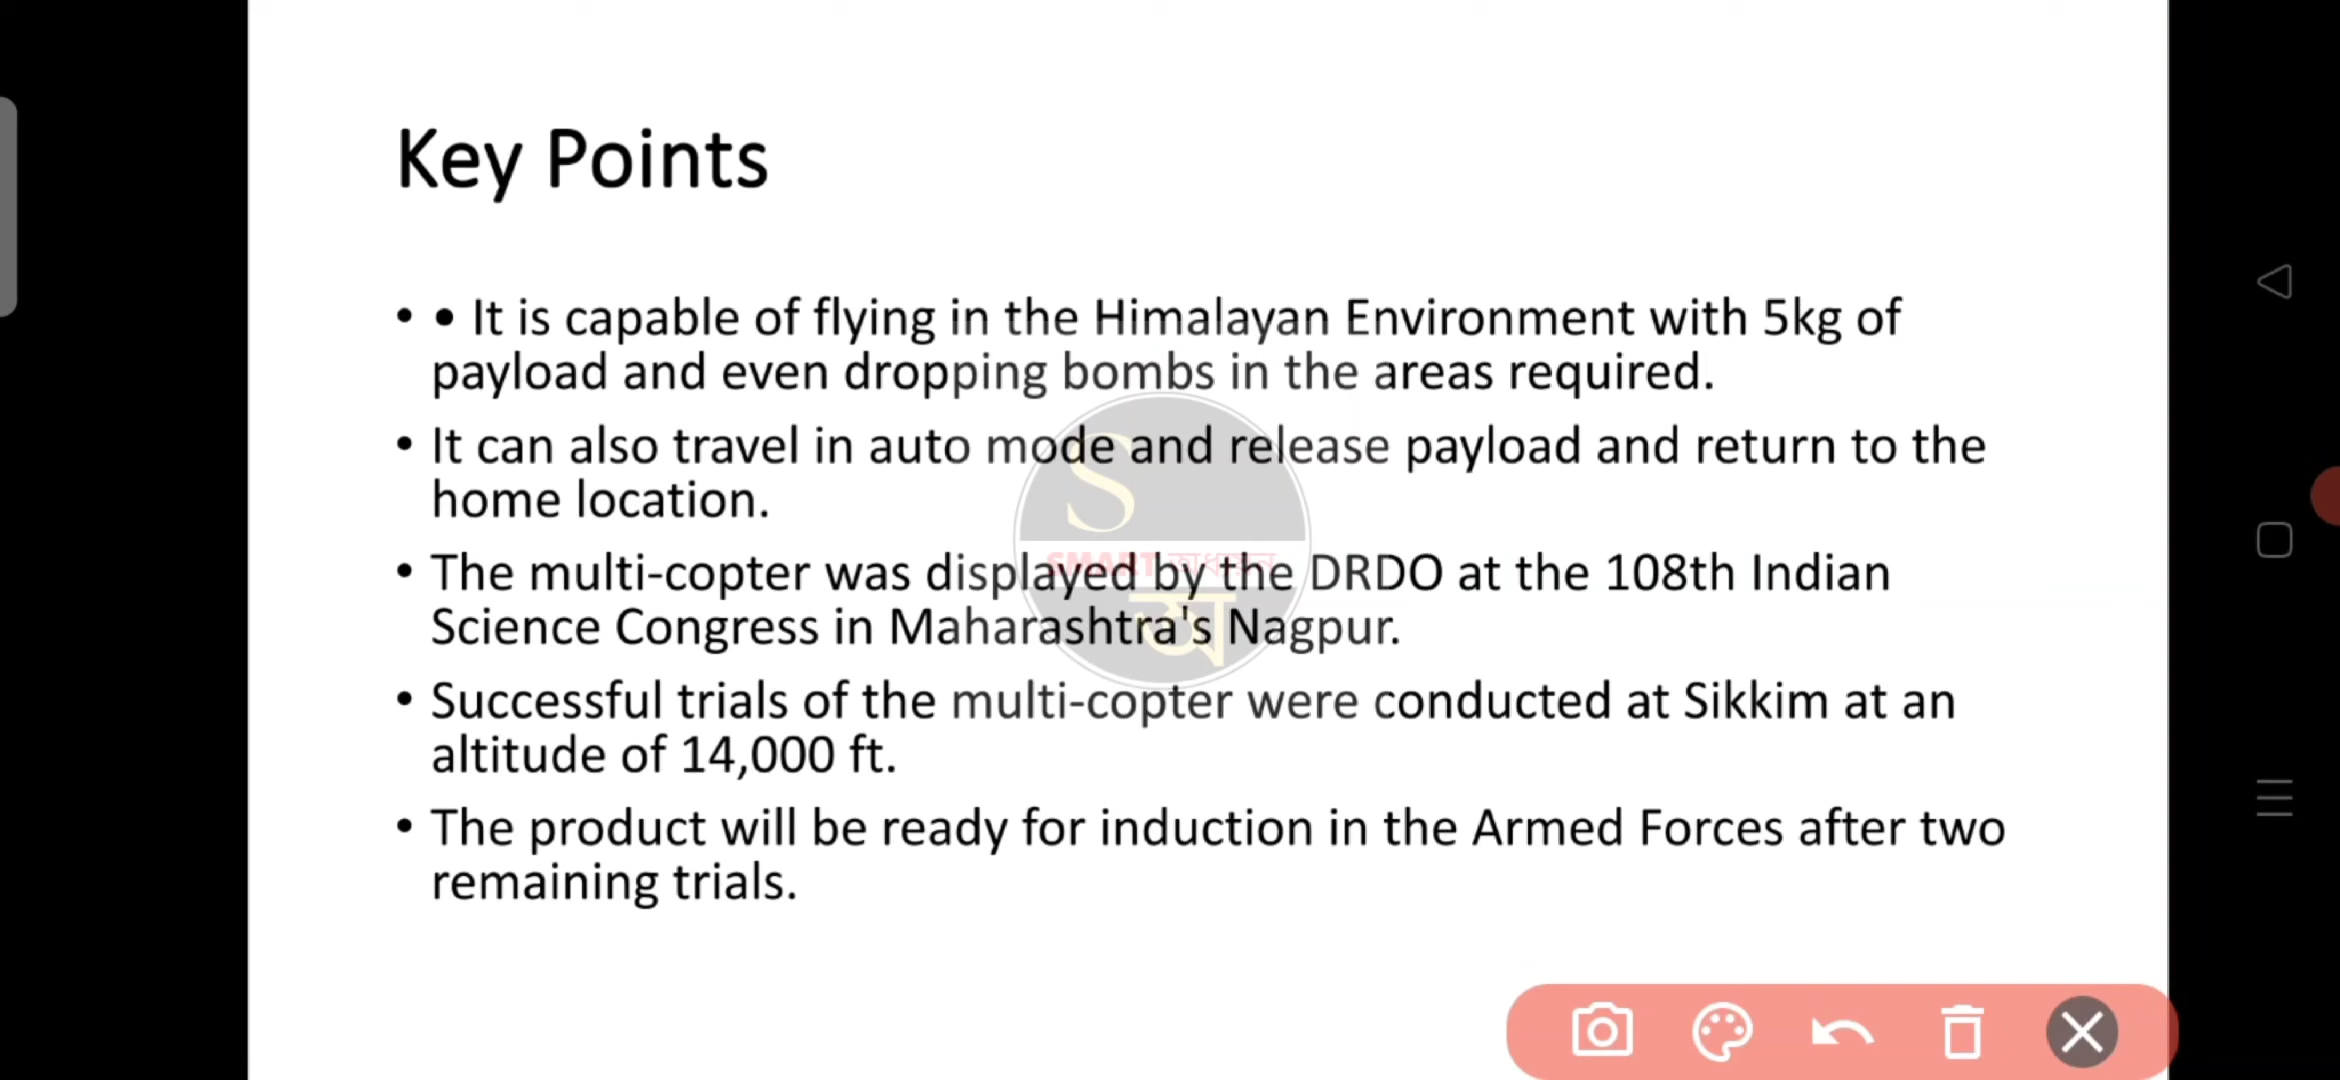 Key Points
• • It is capable of flying in the Himalayan Environment with 5kg of
payload and even dropping bombs in the areas required.
• It can also travel in auto mode and release payload and return to the
home location.
• The multi-copter was displayed by the DRDO at the 108th Indian
Science Congress in Maharashtra's Nagpur.
• Successful trials of the multi-copter were conducted at Sikkim at an
altitude of 14,000 ft.
• The product will be ready for induction in the Armed Forces after two
remaining trials.
S
SMART
অ